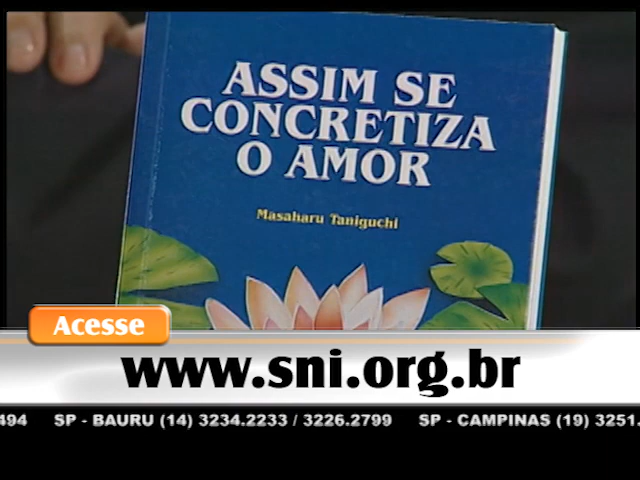 ASSIM SE
CONCRETIZA
O AMOR
Masaharu Taniguchi
Acesse
www.sni.org.br
494 SP - BAURU (14) 3234.2233 / 3226.2799 SP - CAMPINAS (19) 3251.